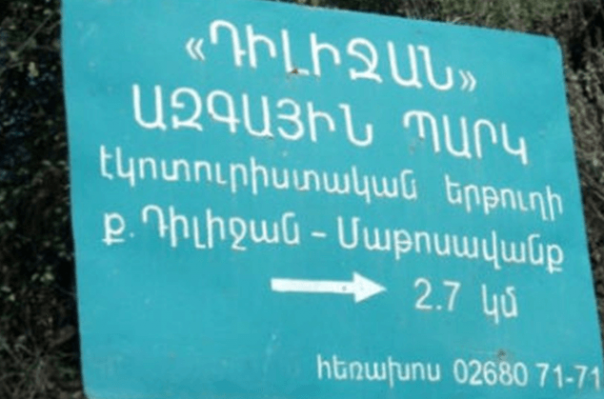 «ԴԻԼԻՋԱՆ»
ԱԶԳԱՅԻՆ ՊԱՐԿ
էկոտուրիստական երթուղի
ք. Դիլիջան – Մաթոսավանք
2.7 կմ
հեռախոս 02680 71-71